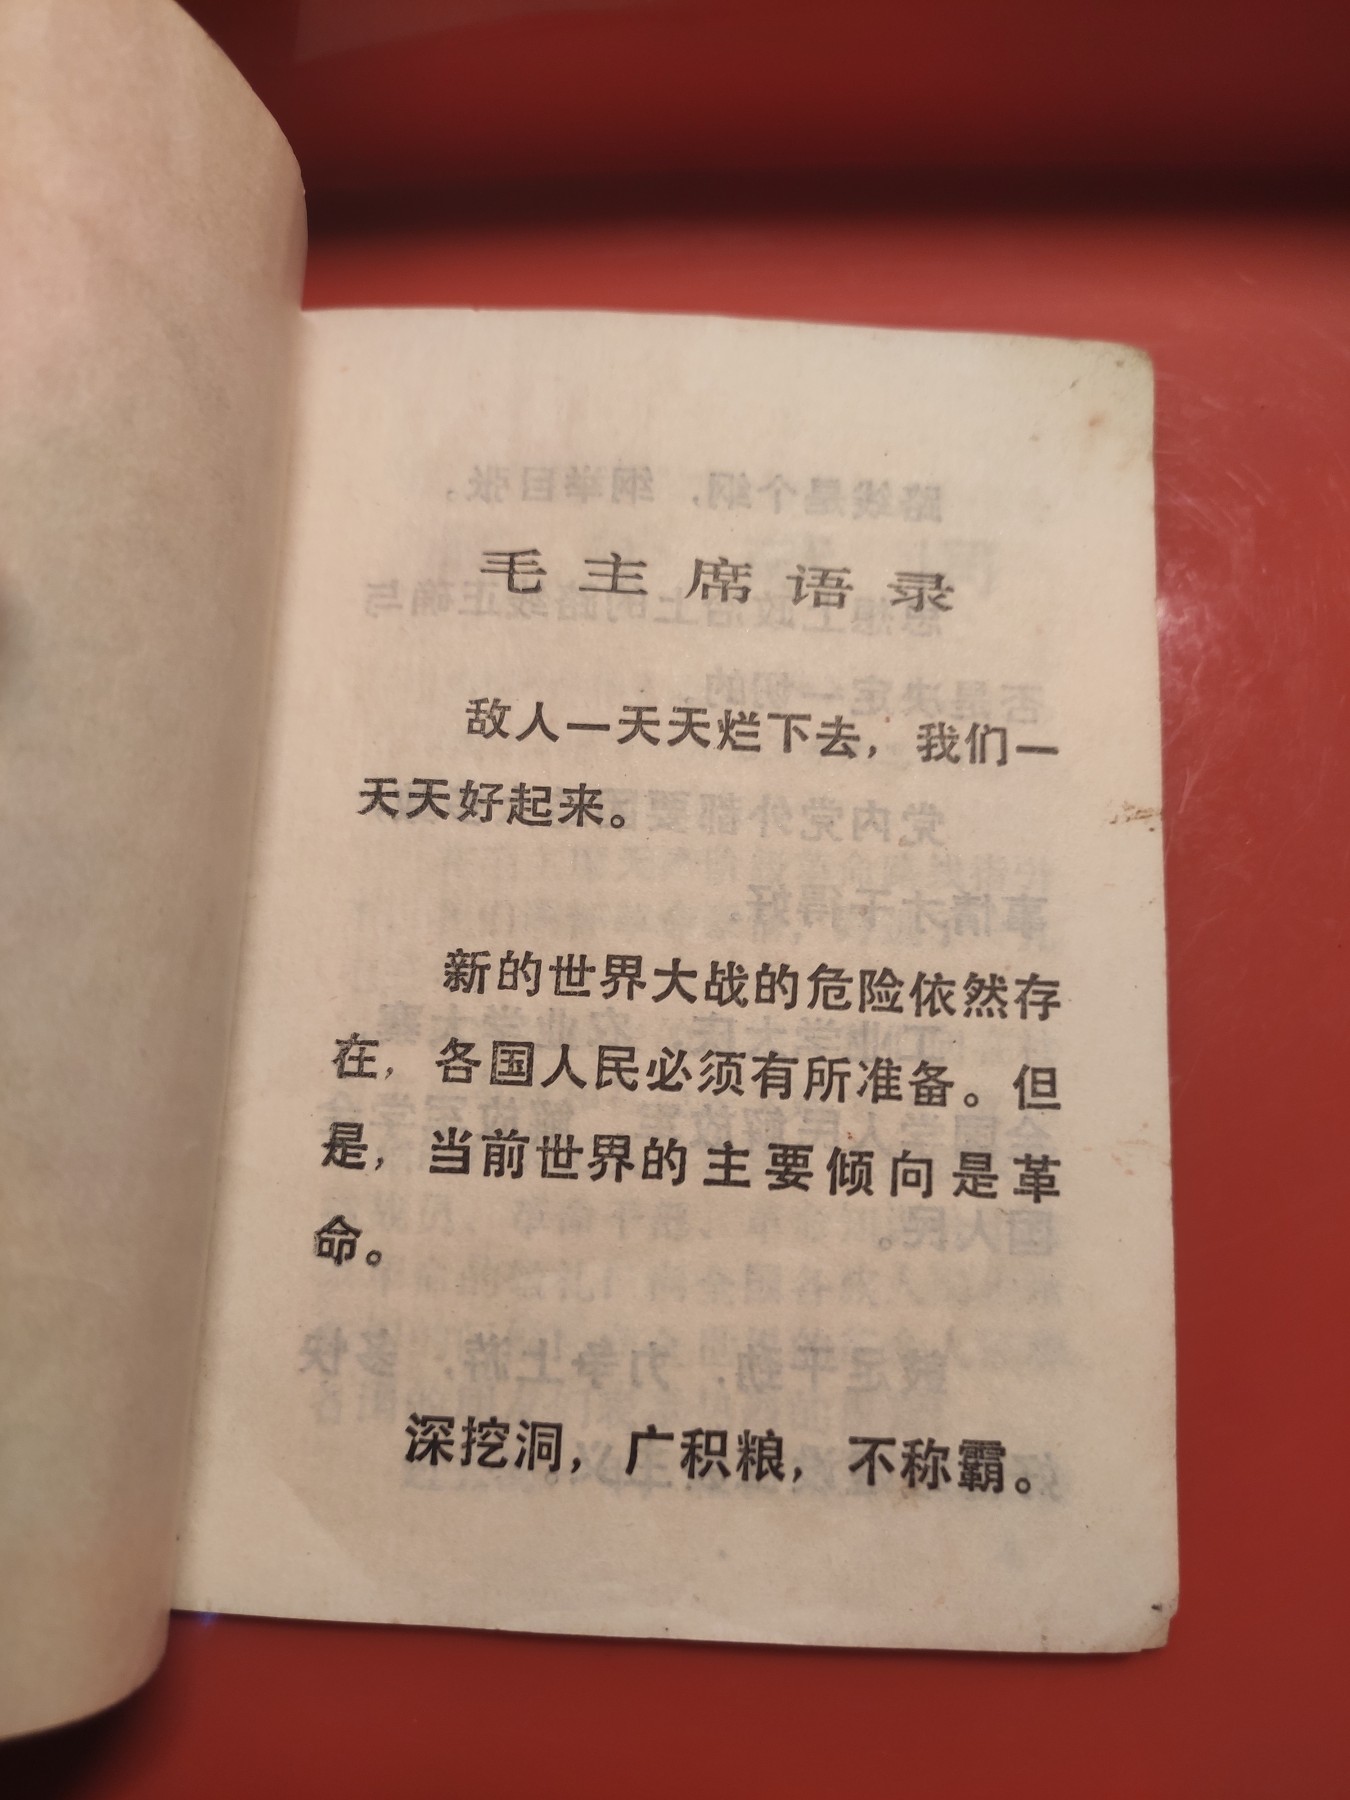 毛主席语录
敌人一天天烂下去，我们一
天天好起来。
新的世界大战的危险依然存
在，各国人民必须有所准备。但
是，当前世界的主要倾向是革
命。
深挖洞，广积粮，不称霸。